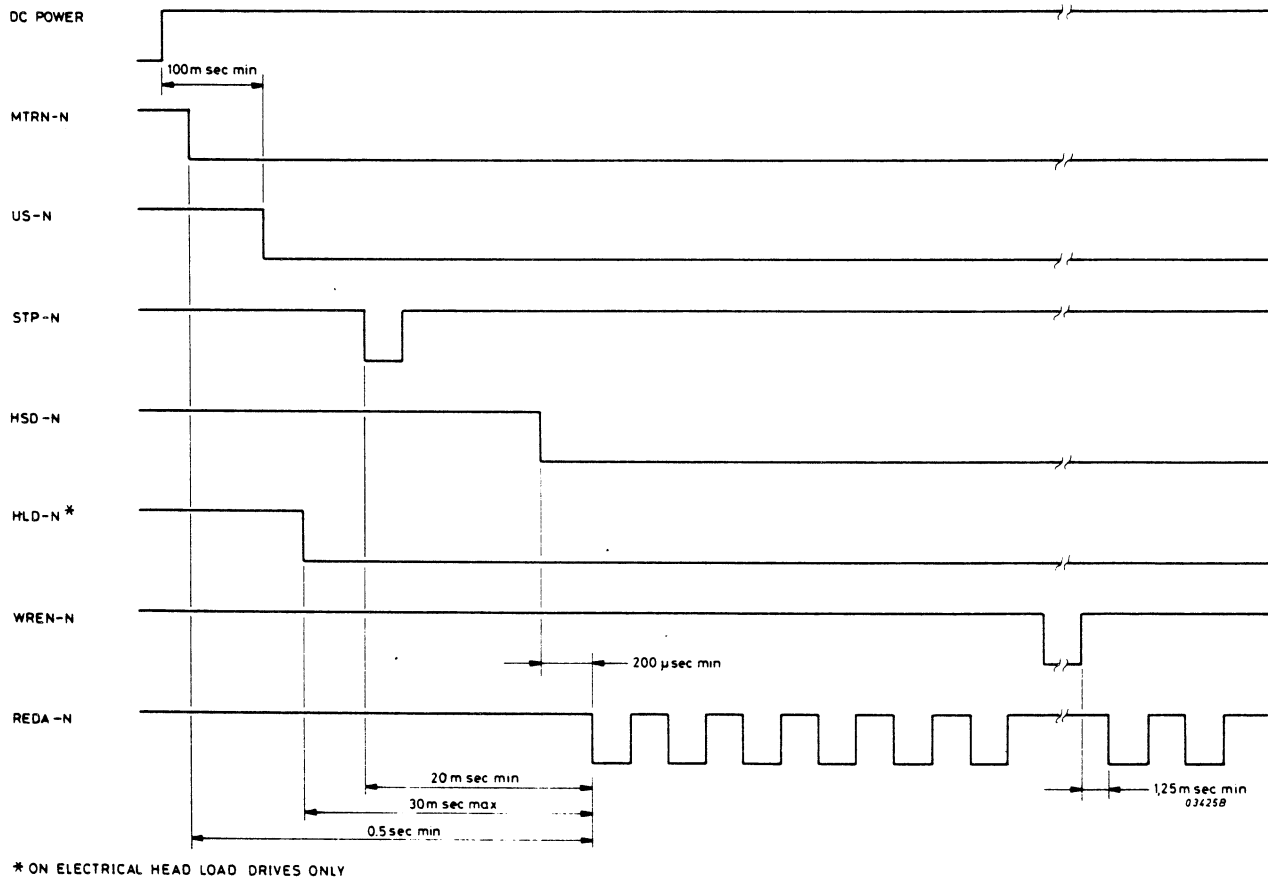 DC POWER
100m sec min
MTRN-N
US-N
STP-N
HSD-N
HLD-N *
WREN-N
200 µsec min
REDA-N
20m sec min
1,25m sec min
03425B
30m sec max
0.5 sec min
* ON ELECTRICAL HEAD LOAD DRIVES ONLY